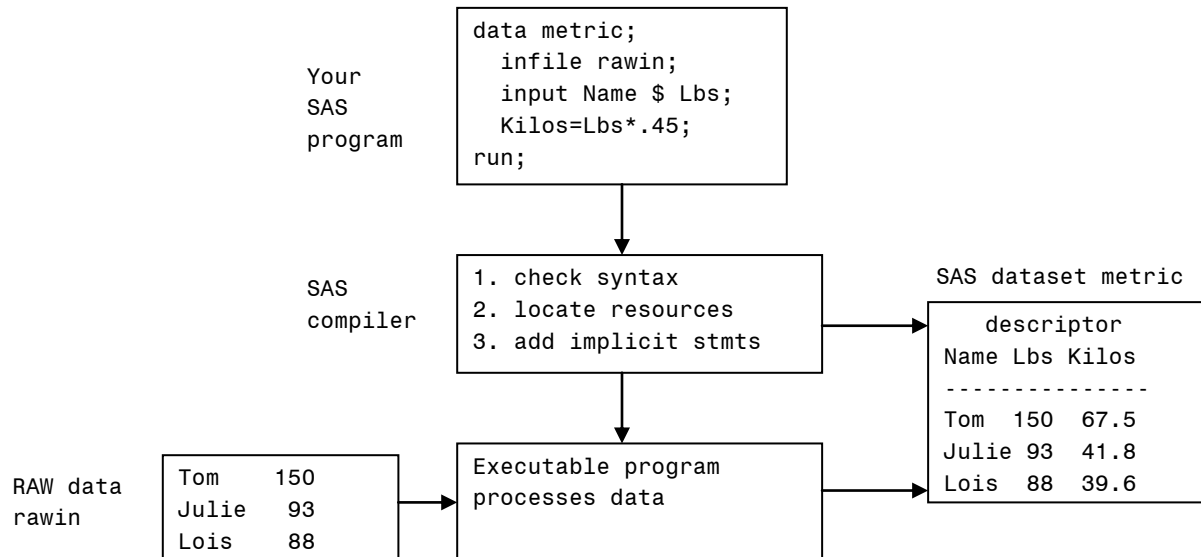 Your
SAS
program
data metric;
infile rawin;
input Name $ Lbs;
Kilos=Lbs*.45;
run;
SAS
compiler
1. check syntax
2. locate resources
3. add implicit stmts
SAS dataset metric
descriptor
Name Lbs Kilos
---------------
Tom 150 67.5
Julie 93 41.8
Lois 88 39.6
RAW data
rawin
Tom 150
Julie 93
Lois 88
Executable program
processes data